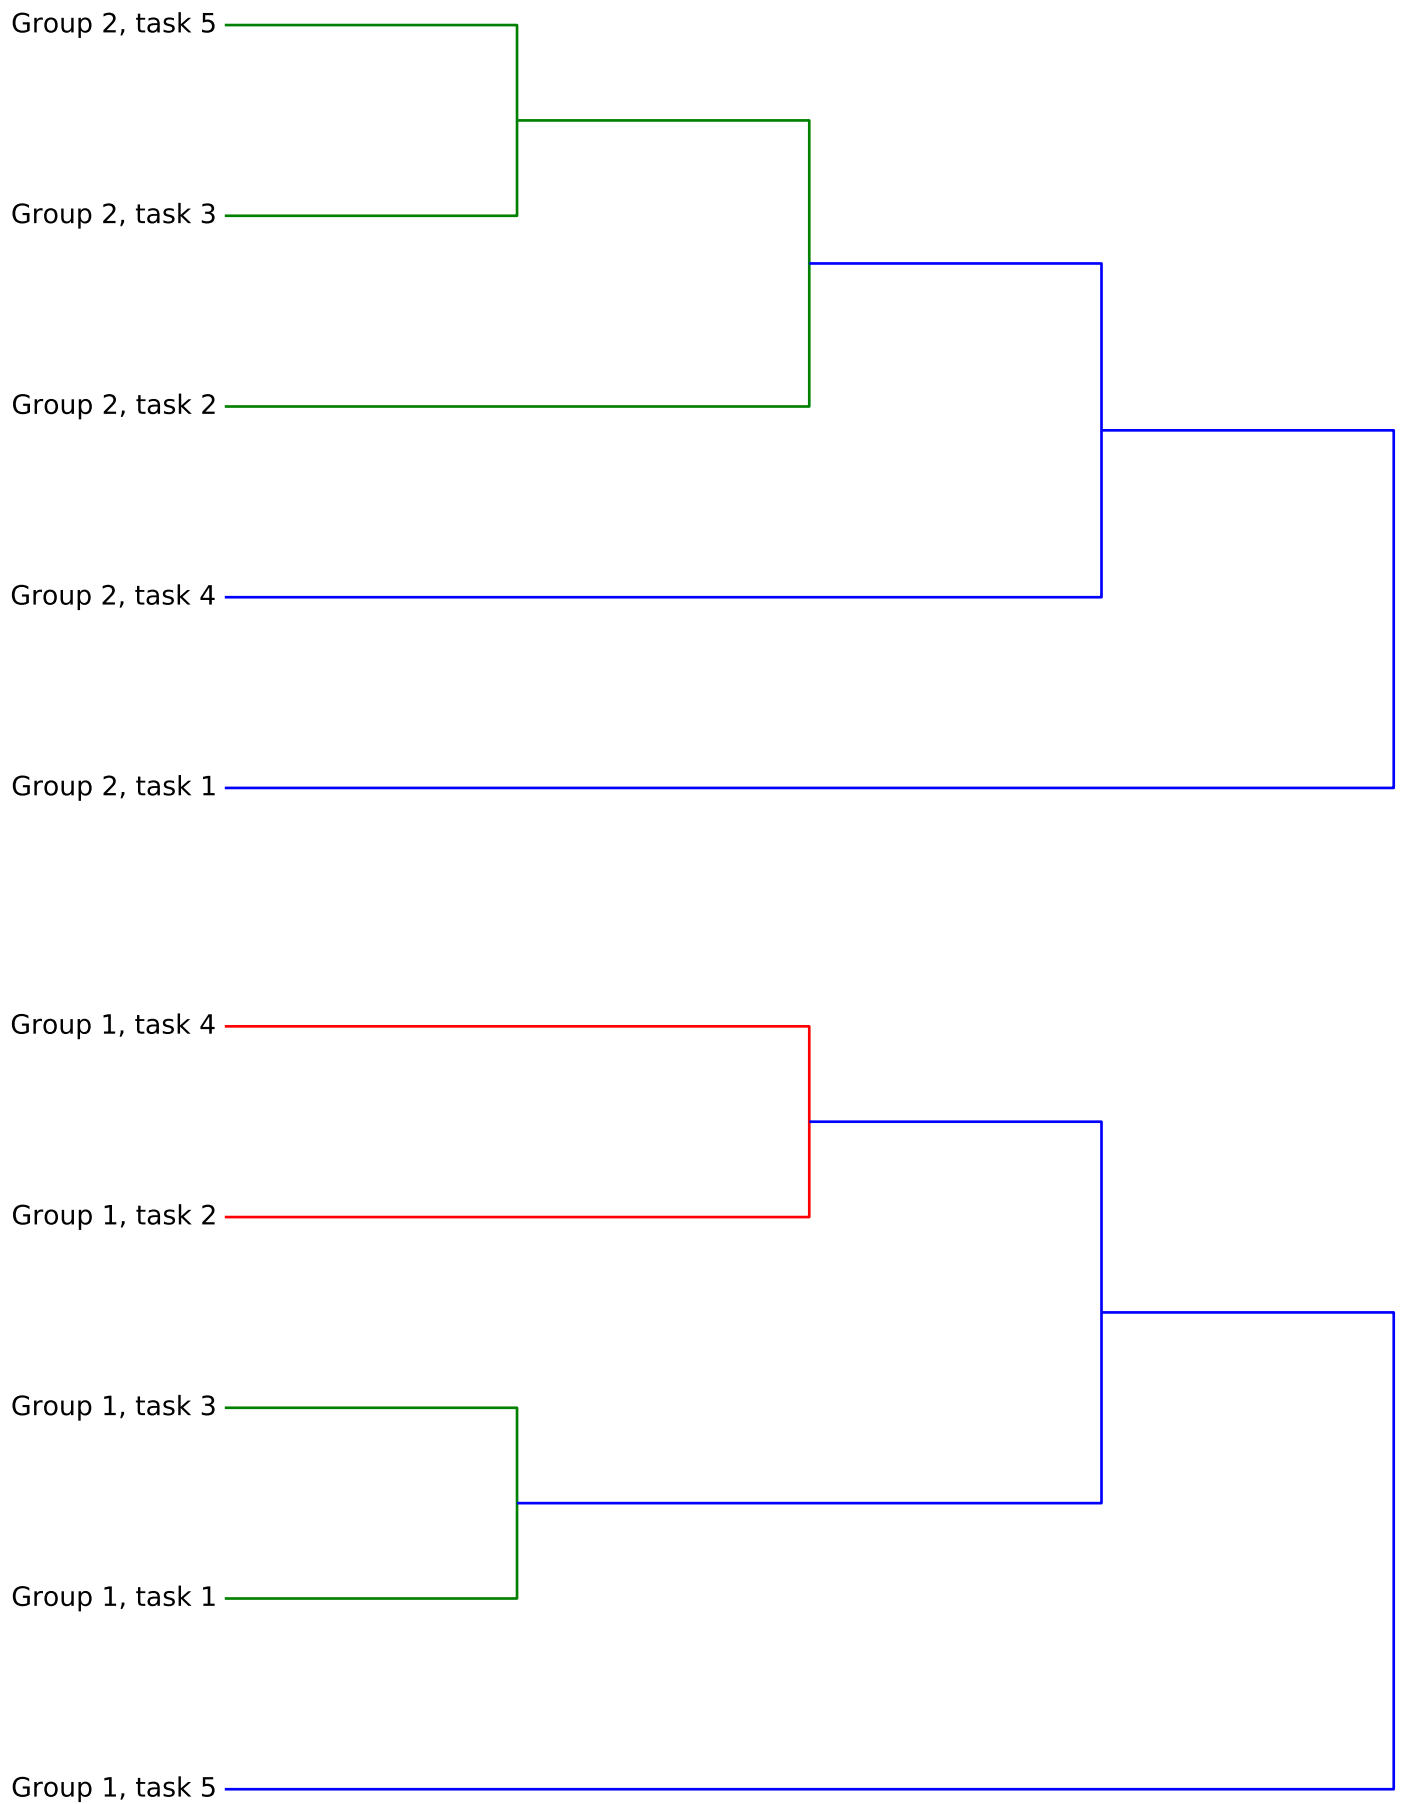 Group 2, task 5
Group 2, task 3
Group 2, task 2
Group 2, task 4
Group 2, task 1
Group 1, task 4
Group 1, task 2
Group 1, task 3
Group 1, task 1
Group 1, task 5